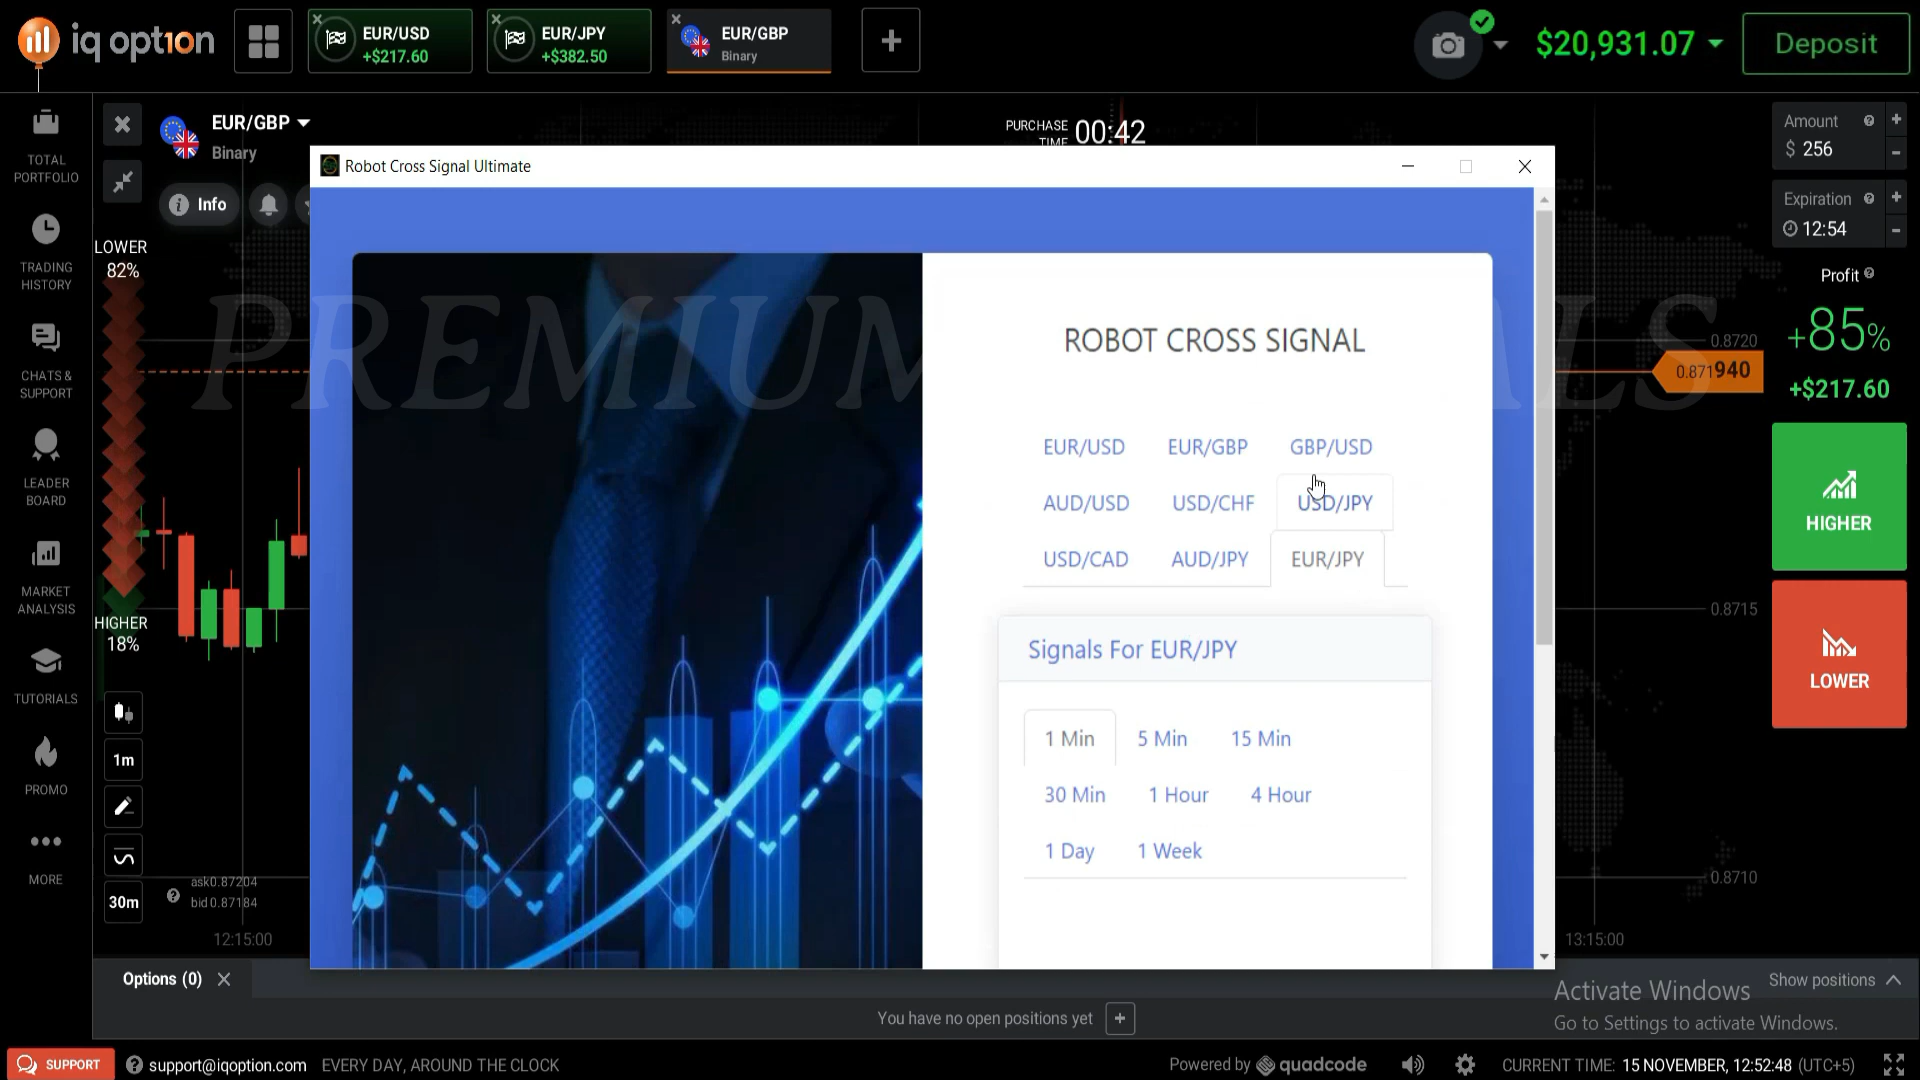 iq option
EUR/USD
+$217.60
EUR/JPY
+$382.50
EUR/GBP
Binary
$20,931.07
Deposit
TOTAL
PORTFOLIO
TRADING
HISTORY
CHATS &
SUPPORT
LEADER
BOARD
MARKET
ANALYSIS
TUTORIALS
PROMO
MORE
EUR/GBP
Binary
Info
LOWER
82%
HIGHER
18%
1m
30m
PURCHASE
TIME
00:42
Robot Cross Signal Ultimate
PREMIUM
ROBOT CROSS SIGNAL
EUR/USD EUR/GBP GBP/USD
AUD/USD USD/CHF USD/JPY
USD/CAD AUD/JPY EUR/JPY
Signals For EUR/JPY
1 Min 5 Min 15 Min
30 Min 1 Hour 4 Hour
1 Day 1 Week
ask0.87204
bid 0.87184
12:15:00
13:15:00
0.8720
0.871940
0.8715
0.8710
Amount
$ 256
Expiration
12:54
Profit
+85%
+$217.60
HIGHER
LOWER
Options (0)
Show positions
You have no open positions yet
Activate Windows
Go to Settings to activate Windows.
SUPPORT
support@iqoption.com
EVERY DAY, AROUND THE CLOCK
Powered by quadcode
CURRENT TIME: 15 NOVEMBER, 12:52:48 (UTC+5)